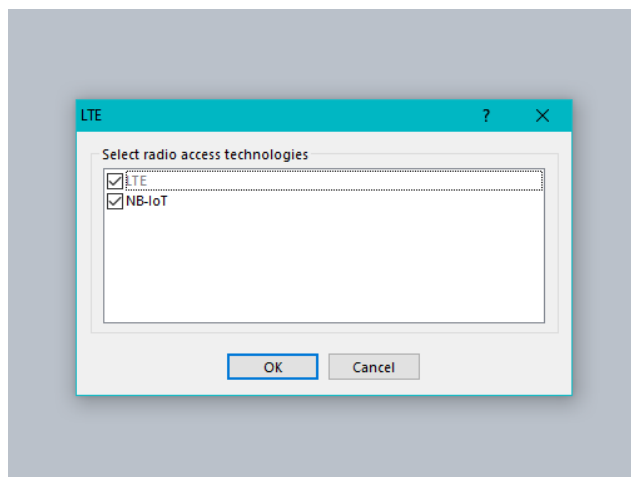 LTE ?
Select radio access technologies
LTE
NB-IoT
OK Cancel